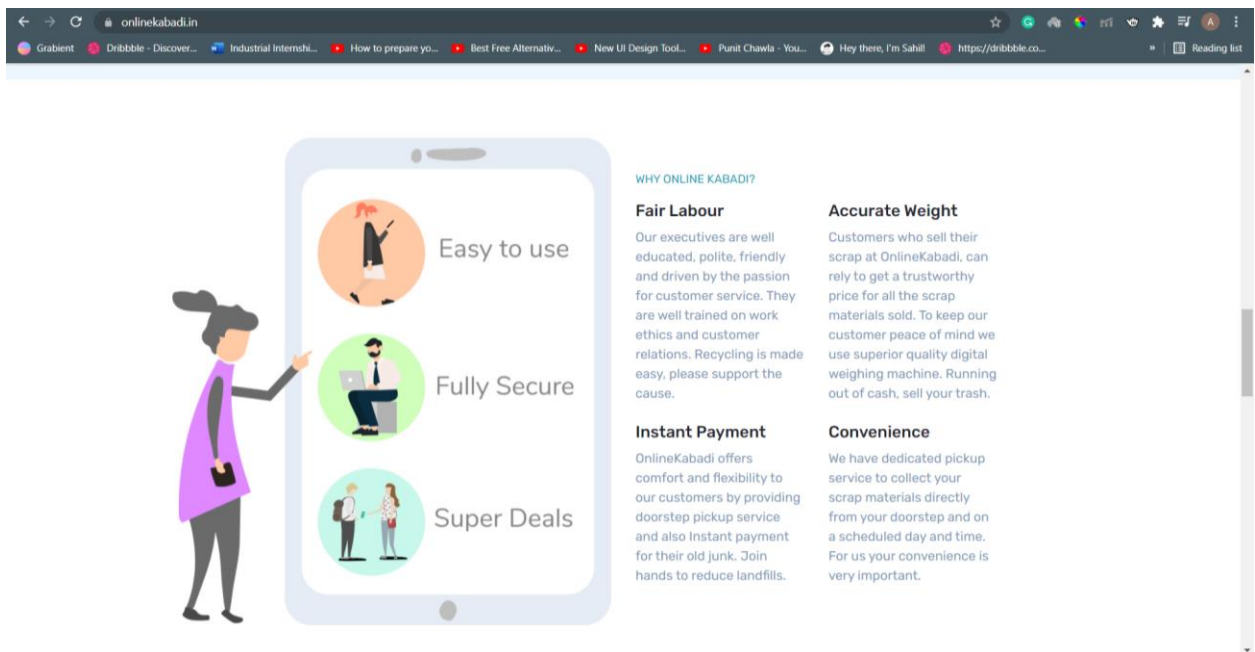 onlinekabadi.in
Grabient
Dribbble - Discover...
Industrial Internshi...
How to prepare yo...
Best Free Alternativ...
New UI Design Tool...
Punit Chawla - You...
Hey there, I'm Sahil!
https://dribbble.co...
»
Reading list
Easy to use
Fully Secure
Super Deals
WHY ONLINE KABADI?
Fair Labour
Our executives are well
educated, polite, friendly
and driven by the passion
for customer service. They
are well trained on work
ethics and customer
relations. Recycling is made
easy, please support the
cause.
Accurate Weight
Customers who sell their
scrap at OnlineKabadi, can
rely to get a trustworthy
price for all the scrap
materials sold. To keep our
customer peace of mind we
use superior quality digital
weighing machine. Running
out of cash, sell your trash.
Instant Payment
OnlineKabadi offers
comfort and flexibility to
our customers by providing
doorstep pickup service
and also Instant payment
for their old junk. Join
hands to reduce landfills.
Convenience
We have dedicated pickup
service to collect your
scrap materials directly
from your doorstep and on
a scheduled day and time.
For us your convenience is
very important.